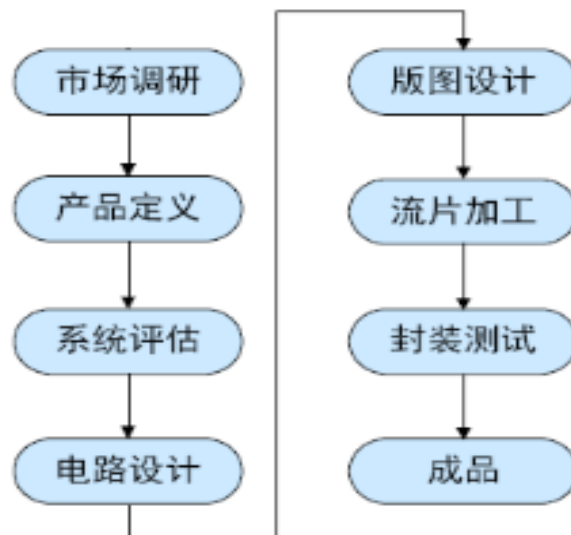 市场调研
产品定义
系统评估
电路设计
版图设计
流片加工
封装测试
成品